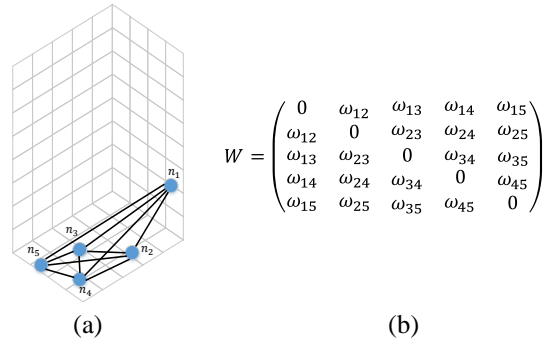 n₁
n₃
n₅
n₂
n₄
W =
0 ω₁₂ ω₁₃ ω₁₄ ω₁₅
ω₁₂ 0 ω₂₃ ω₂₄ ω₂₅
ω₁₃ ω₂₃ 0 ω₃₄ ω₃₅
ω₁₄ ω₂₄ ω₃₄ 0 ω₄₅
ω₁₅ ω₂₅ ω₃₅ ω₄₅ 0
(a) (b)